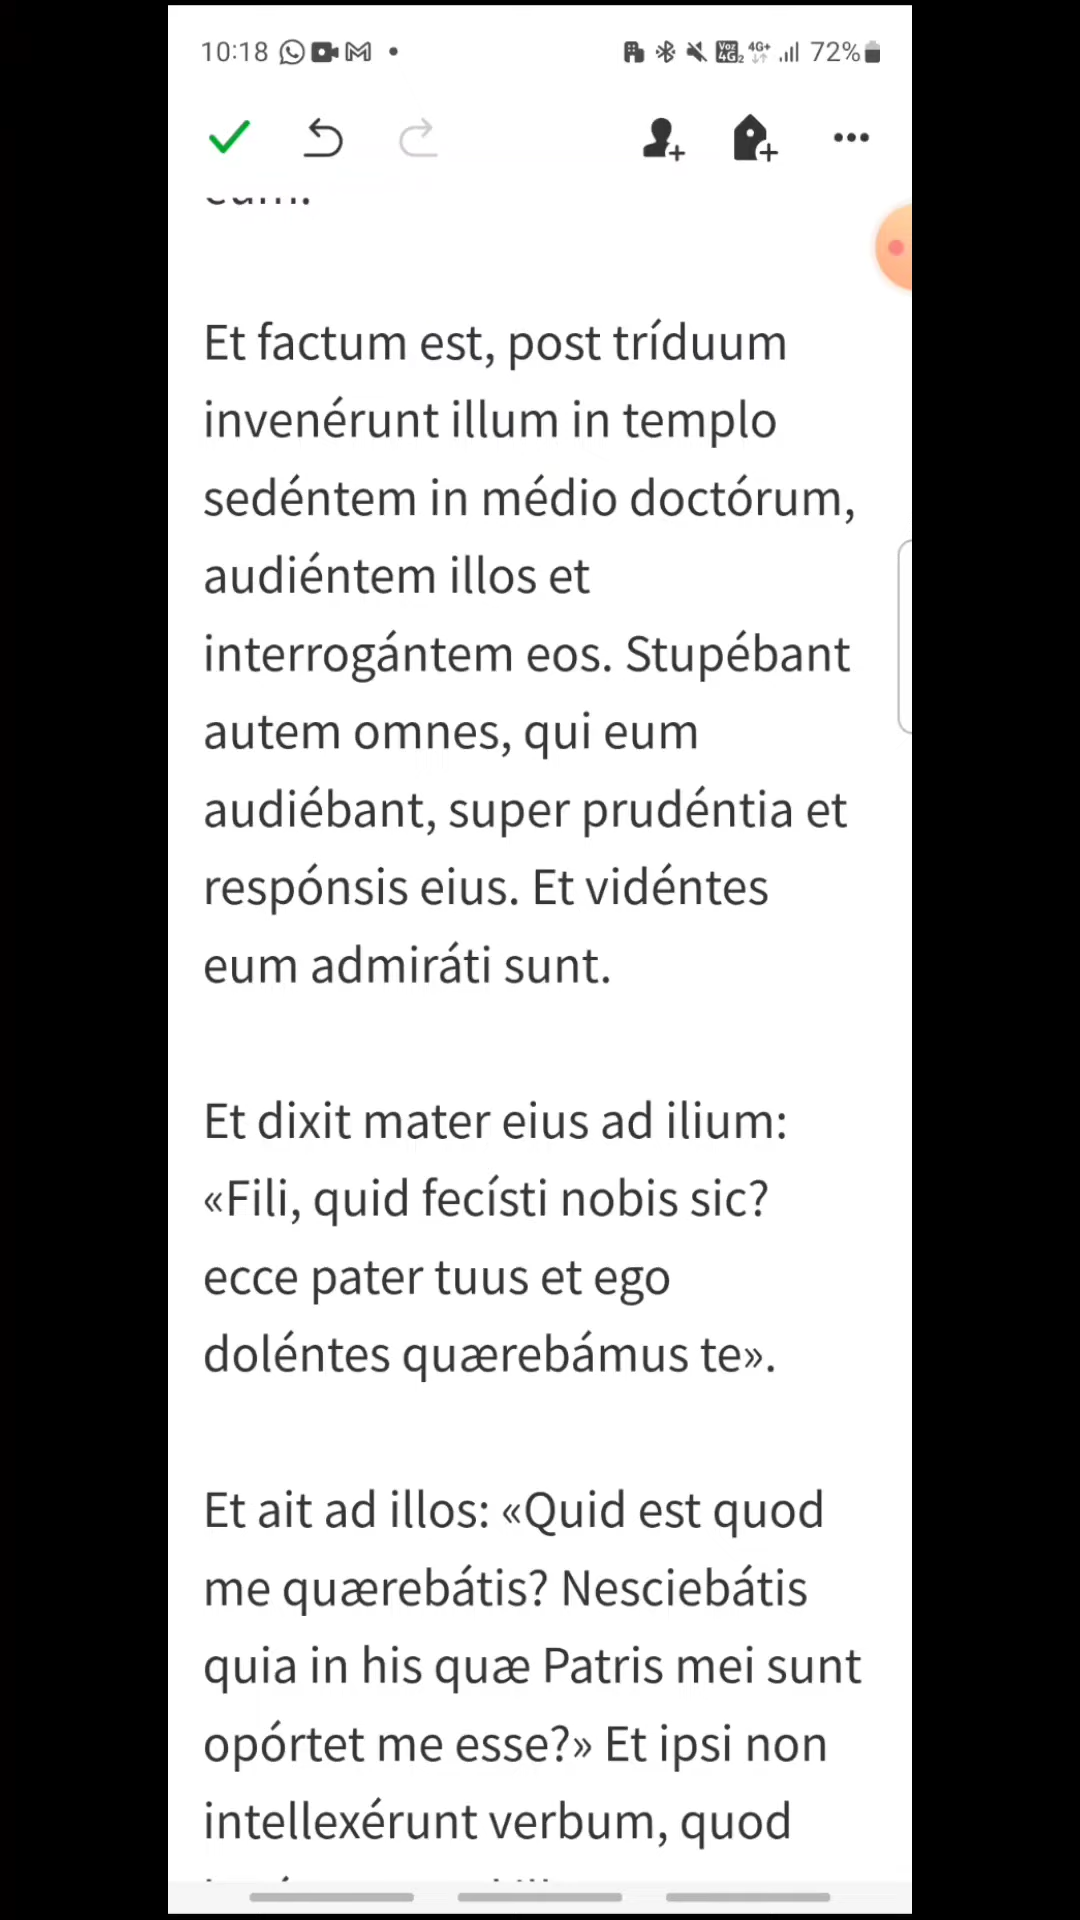 10:18
Voz
4G2
4G+
72%
Et factum est, post tríduum
invenérunt illum in templo
sedéntem in médio doctórum,
audiéntem illos et
interrogántem eos. Stupébant
autem omnes, qui eum
audiébant, super prudéntia et
respónsis eius. Et vidéntes
eum admiráti sunt.
Et dixit mater eius ad ilium:
«Fili, quid fecísti nobis sic?
ecce pater tuus et ego
doléntes quærebámus te».
Et ait ad illos: «Quid est quod
me quærebátis? Nesciebátis
quia in his quæ Patris mei sunt
opórtet me esse?» Et ipsi non
intellexérunt verbum, quod